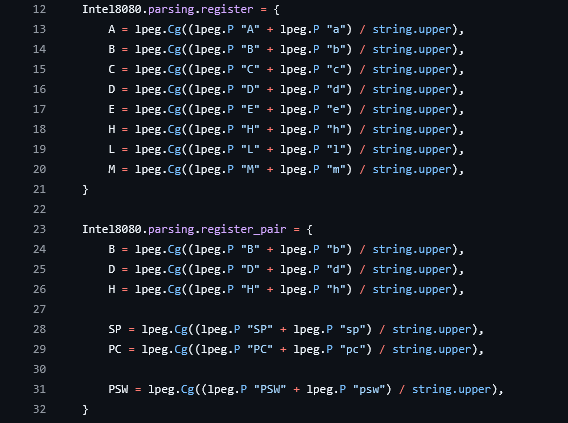 12 Intel8080.parsing.register = {
13     A = lpeg.Cg((lpeg.P "A" + lpeg.P "a") / string.upper),
14     B = lpeg.Cg((lpeg.P "B" + lpeg.P "b") / string.upper),
15     C = lpeg.Cg((lpeg.P "C" + lpeg.P "c") / string.upper),
16     D = lpeg.Cg((lpeg.P "D" + lpeg.P "d") / string.upper),
17     E = lpeg.Cg((lpeg.P "E" + lpeg.P "e") / string.upper),
18     H = lpeg.Cg((lpeg.P "H" + lpeg.P "h") / string.upper),
19     L = lpeg.Cg((lpeg.P "L" + lpeg.P "l") / string.upper),
20     M = lpeg.Cg((lpeg.P "M" + lpeg.P "m") / string.upper),
21 }
22
23 Intel8080.parsing.register_pair = {
24     B = lpeg.Cg((lpeg.P "B" + lpeg.P "b") / string.upper),
25     D = lpeg.Cg((lpeg.P "D" + lpeg.P "d") / string.upper),
26     H = lpeg.Cg((lpeg.P "H" + lpeg.P "h") / string.upper),
27
28     SP = lpeg.Cg((lpeg.P "SP" + lpeg.P "sp") / string.upper),
29     PC = lpeg.Cg((lpeg.P "PC" + lpeg.P "pc") / string.upper),
30
31     PSW = lpeg.Cg((lpeg.P "PSW" + lpeg.P "psw") / string.upper),
32 }